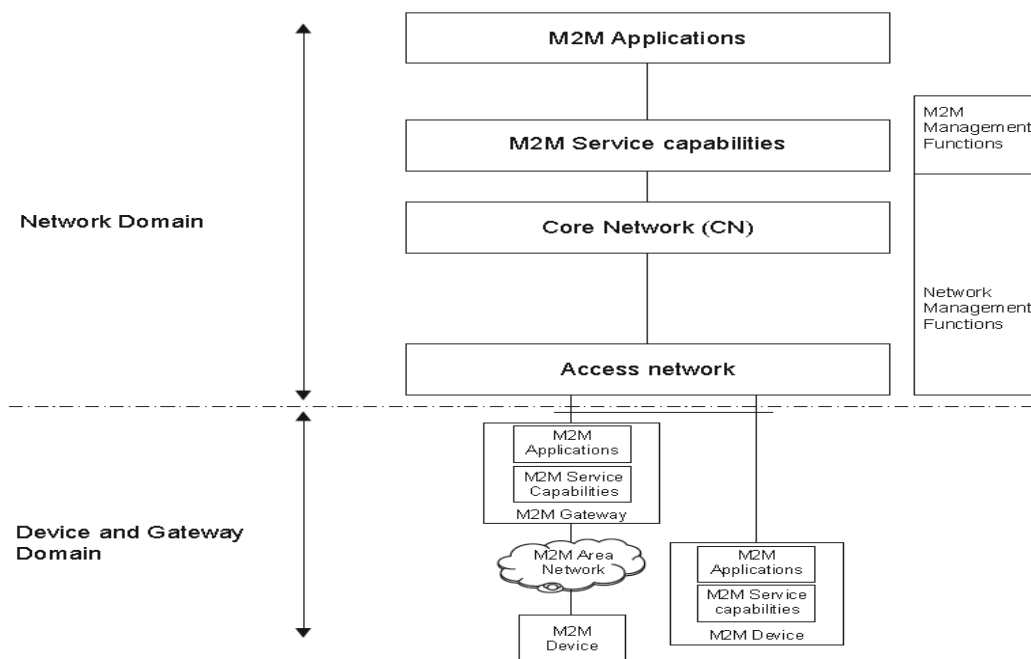 M2M Applications
M2M Service capabilities
Core Network (CN)
Access network
M2M
Management
Functions
Network
Management
Functions
Network Domain
Device and Gateway
Domain
M2M
Applications
M2M Service
Capabilities
M2M Gateway
M2M Area
Network
M2M
Device
M2M
Applications
M2M Service
capabilities
M2M Device